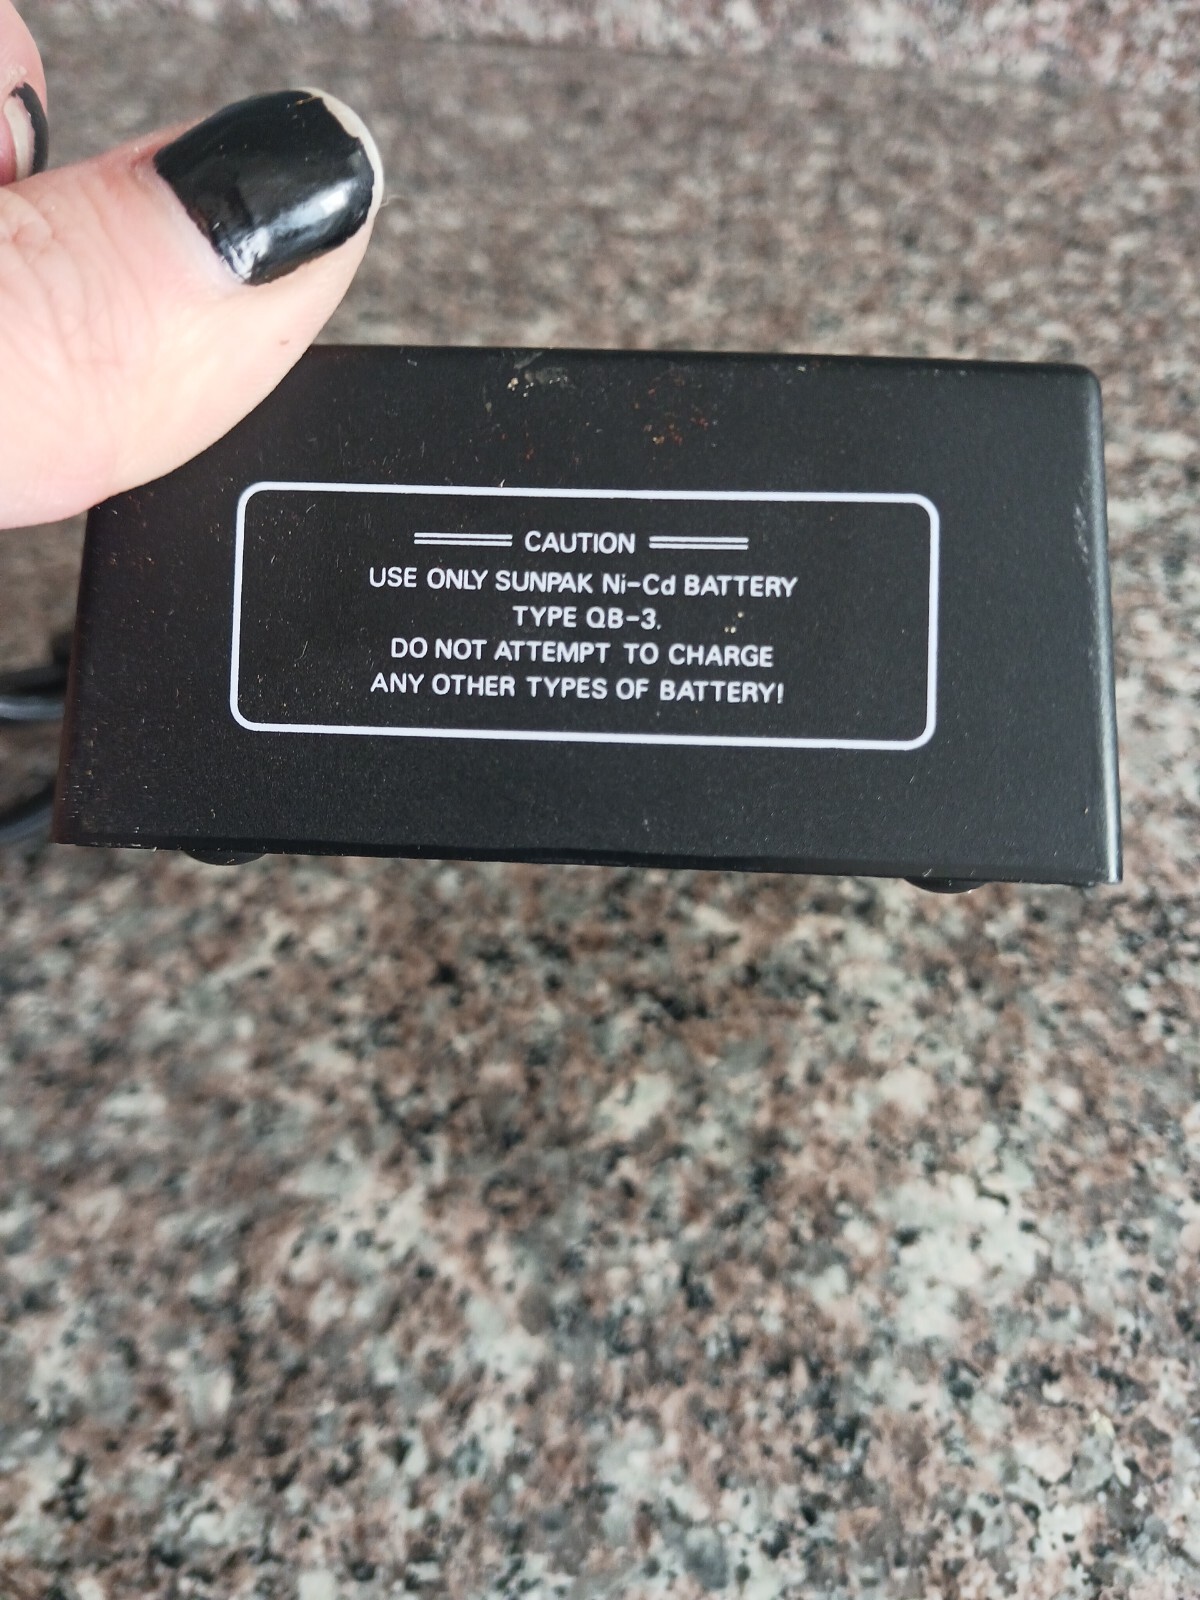 CAUTION
USE ONLY SUNPAK Ni-Cd BATTERY
TYPE QB-3.
DO NOT ATTEMPT TO CHARGE
ANY OTHER TYPES OF BATTERY!